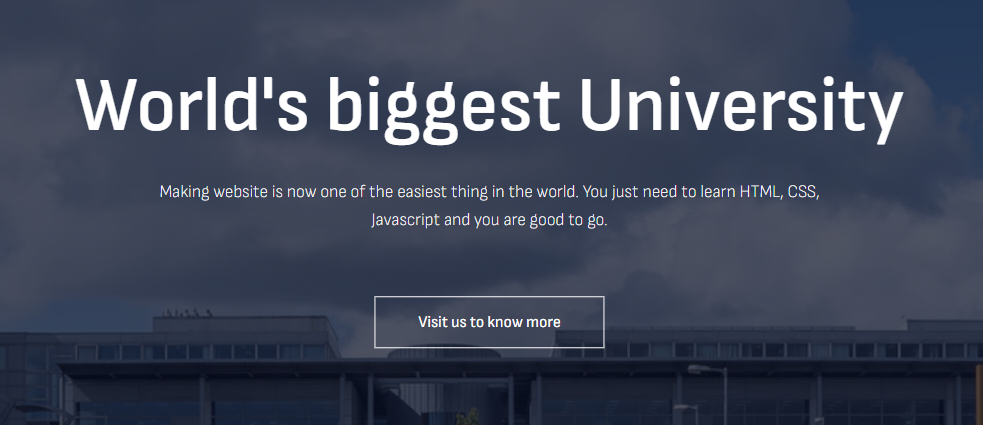 World's biggest University
Making website is now one of the easiest thing in the world. You just need to learn HTML, CSS,
Javascript and you are good to go.
Visit us to know more